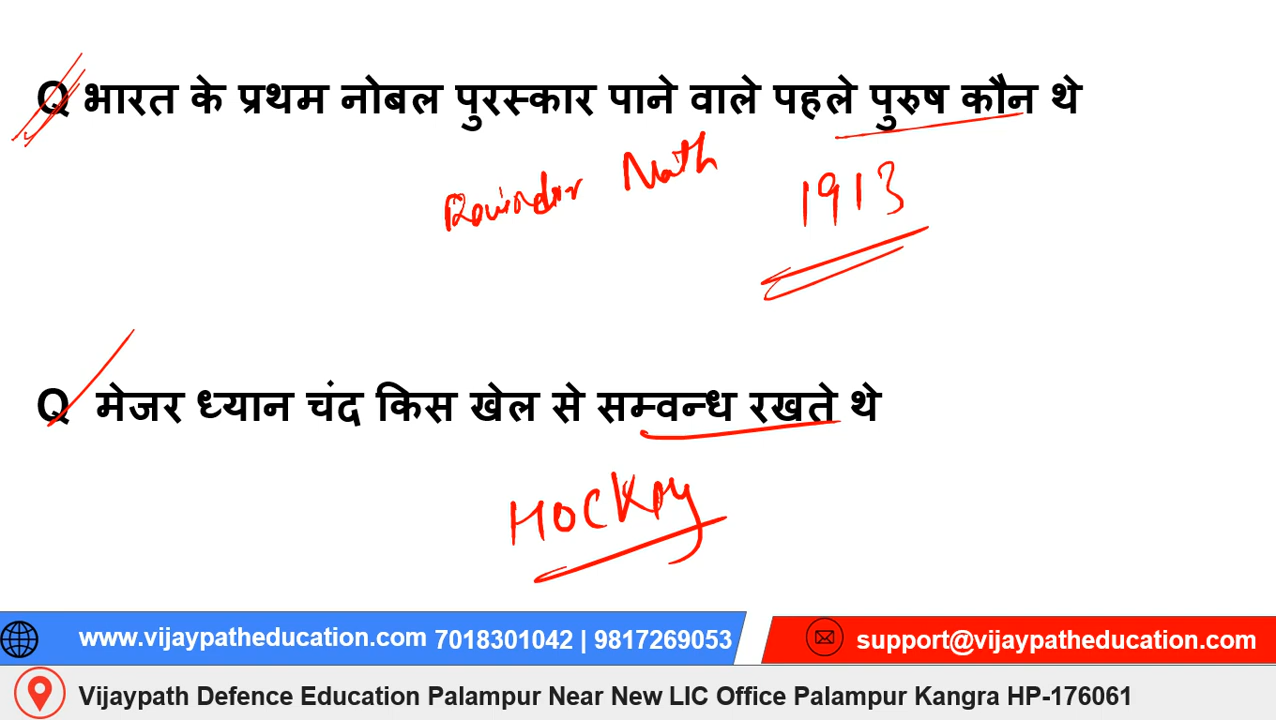 Q भारत के प्रथम नोबल पुरस्कार पाने वाले पहले पुरुष कौन थे
Ravinder Nath 1913
Q मेजर ध्यान चंद किस खेल से सम्वन्ध रखते थे
HOCKey
www.vijaypatheducation.com 7018301042 | 9817269053 support@vijaypatheducation.com
Vijaypath Defence Education Palampur Near New LIC Office Palampur Kangra HP-176061